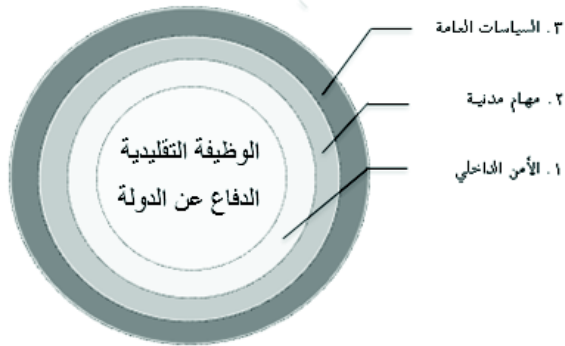 ٣. السياسات العامة
٢. مهام مدنية
١. الأمن الداخلي
الوظيفة التقليدية
الدفاع عن الدولة